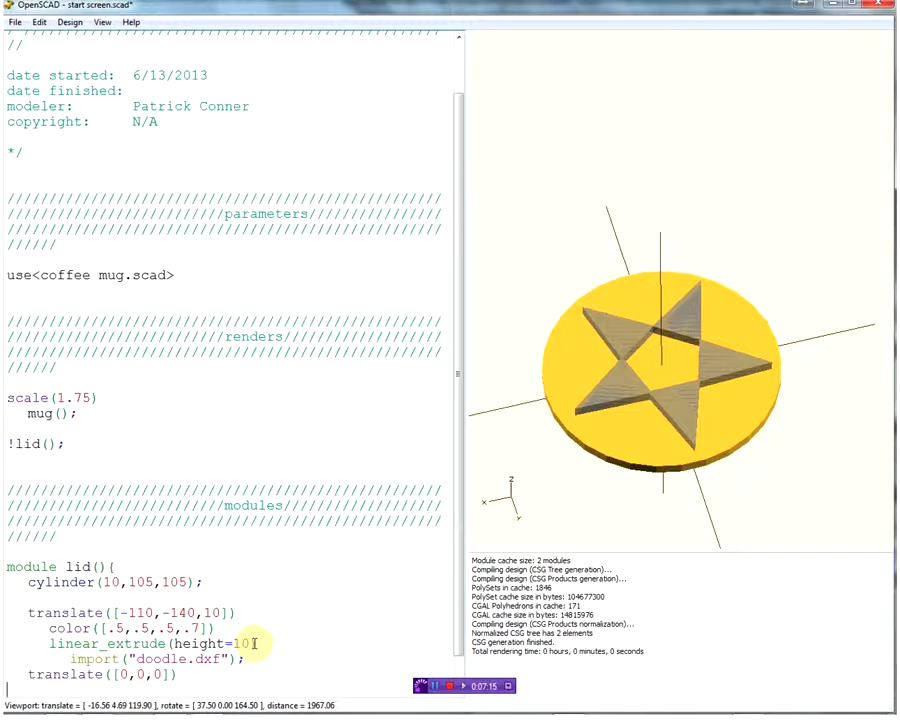 OpenSCAD - start screen.scad*
File Edit Design View Help
//////////////////////////////////////////////////////
//
date started: 6/13/2013
date finished:
modeler: Patrick Conner
copyright: N/A
*/
//////////////////////////////////////////////////////
///////////////////////////parameters/////////////////
//////////////////////////////////////////////////////
//////
use<coffee mug.scad>
//////////////////////////////////////////////////////
///////////////////////////renders////////////////////
//////////////////////////////////////////////////////
//////
scale(1.75)
mug();
!lid();
//////////////////////////////////////////////////////
///////////////////////////modules////////////////////
//////////////////////////////////////////////////////
//////
module lid(){
cylinder(10,105,105);
translate([-110,-140,10])
color([.5,.5,.5,.7])
linear_extrude(height=10)
import("doodle.dxf");
translate([0,0,0])
z
x
y
Module cache size: 2 modules
Compiling design (CSG Tree generation)...
Compiling design (CSG Products generation)...
PolySets in cache: 1846
PolySet cache size in bytes: 104677300
CGAL Polyhedrons in cache: 171
CGAL cache size in bytes: 14815976
Compiling design (CSG Products normalization)...
Normalized CSG tree has 2 elements
CSG generation finished.
Total rendering time: 0 hours, 0 minutes, 0 seconds
0:07:15
Viewport: translate = [ -16.56 4.69 119.90 ], rotate = [ 37.50 0.00 164.50 ], distance = 1967.06